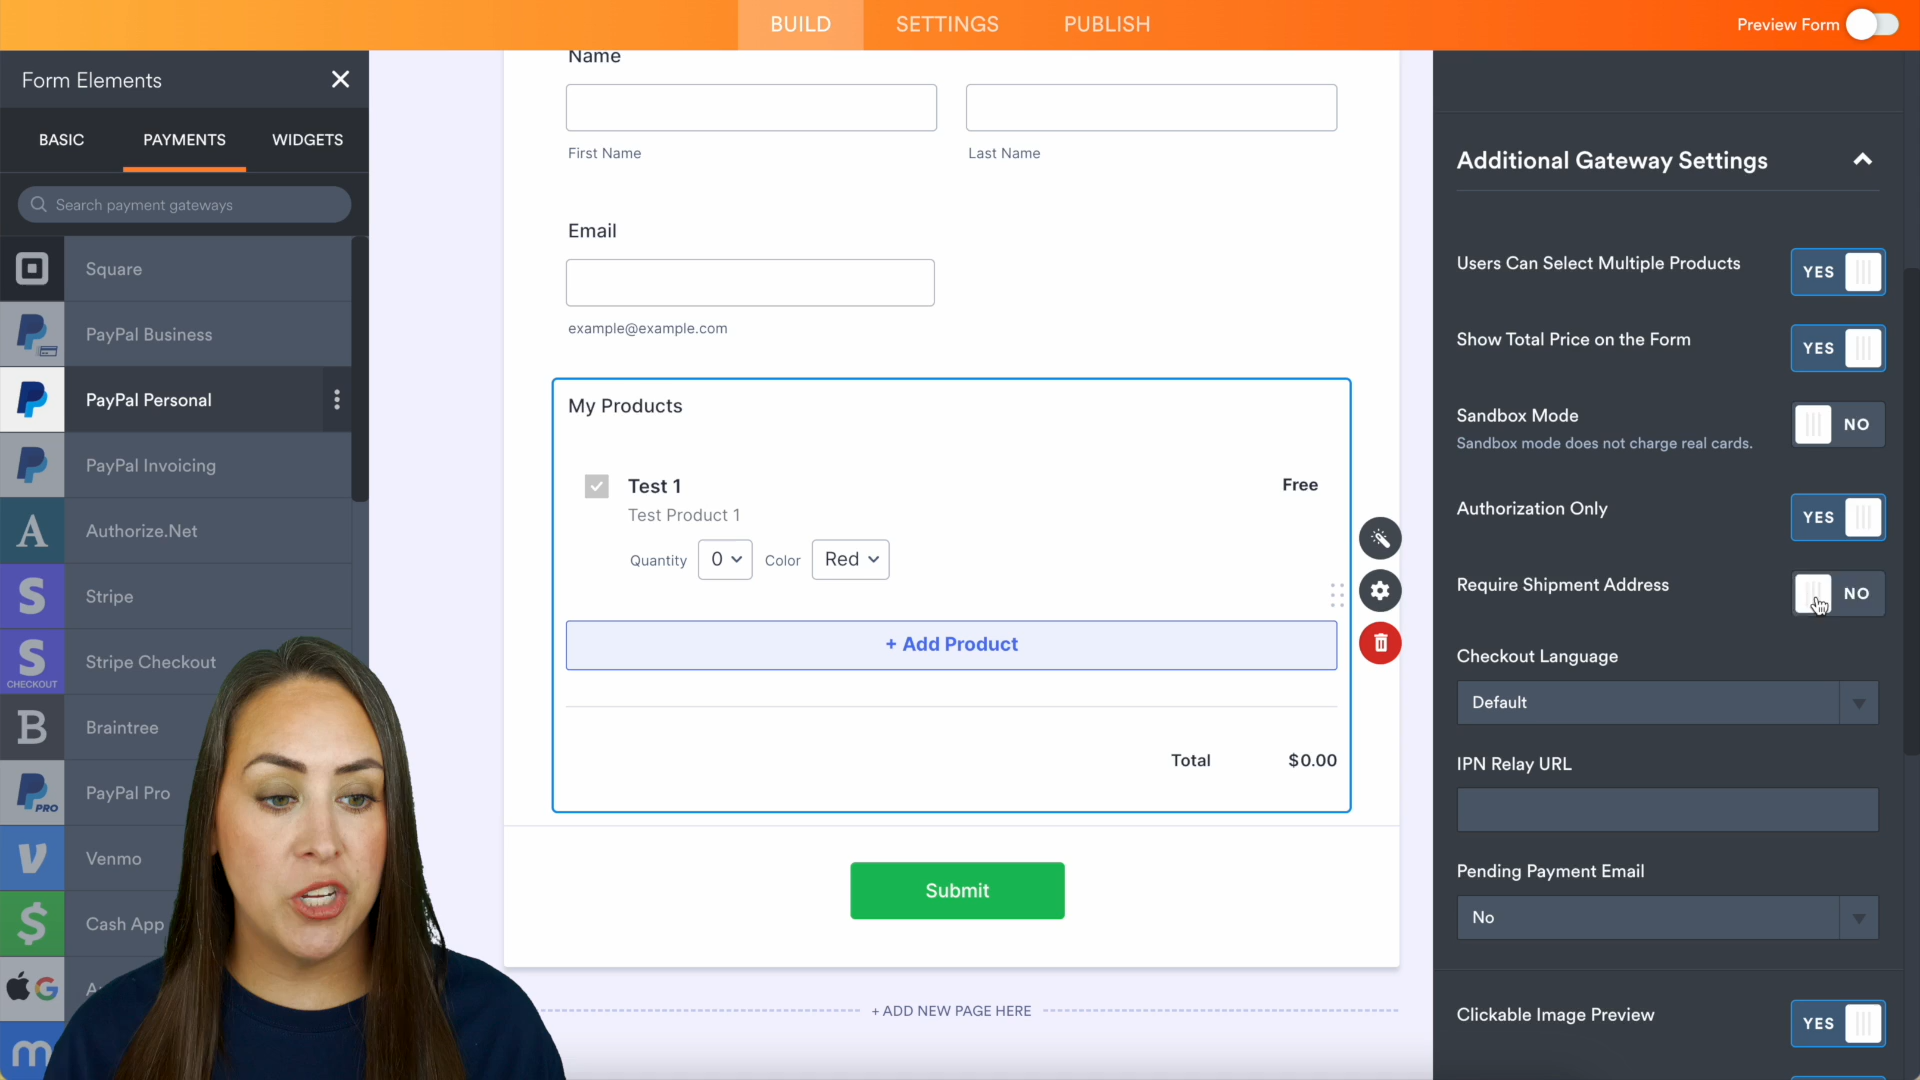 BUILD
SETTINGS
PUBLISH
Preview Form
Form Elements
BASIC
PAYMENTS
WIDGETS
Search payment gateways
Square
PayPal Business
PayPal Personal
PayPal Invoicing
A
Authorize.Net
S
Stripe
S
CHECKOUT
Stripe Checkout
B
Braintree
PRO
PayPal Pro
Venmo
$
Cash App
Name
First Name
Last Name
Email
example@example.com
My Products
Test 1
Free
Test Product 1
Quantity
0
Color
Red
+ Add Product
Total
$0.00
Submit
+ ADD NEW PAGE HERE
Additional Gateway Settings
Users Can Select Multiple Products
YES
Show Total Price on the Form
YES
Sandbox Mode
Sandbox mode does not charge real cards.
NO
Authorization Only
YES
Require Shipment Address
NO
Checkout Language
Default
IPN Relay URL
Pending Payment Email
No
Clickable Image Preview
YES